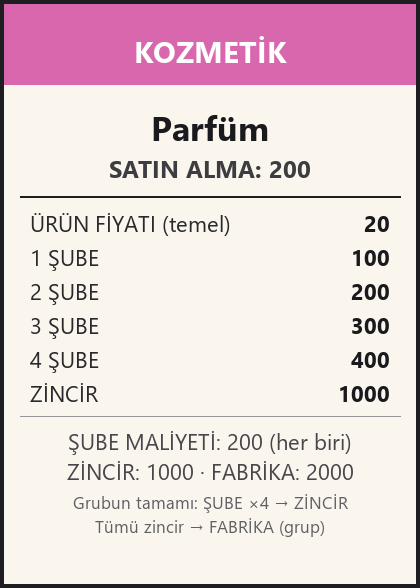 KOZMETİK
Parfüm
SATIN ALMA: 200
ÜRÜN FİYATI (temel) 20
1 ŞUBE 100
2 ŞUBE 200
3 ŞUBE 300
4 ŞUBE 400
ZİNCİR 1000
ŞUBE MALİYETİ: 200 (her biri)
ZİNCİR: 1000 · FABRİKA: 2000
Grubun tamamı: ŞUBE ×4 → ZİNCİR
Tümü zincir → FABRİKA (grup)